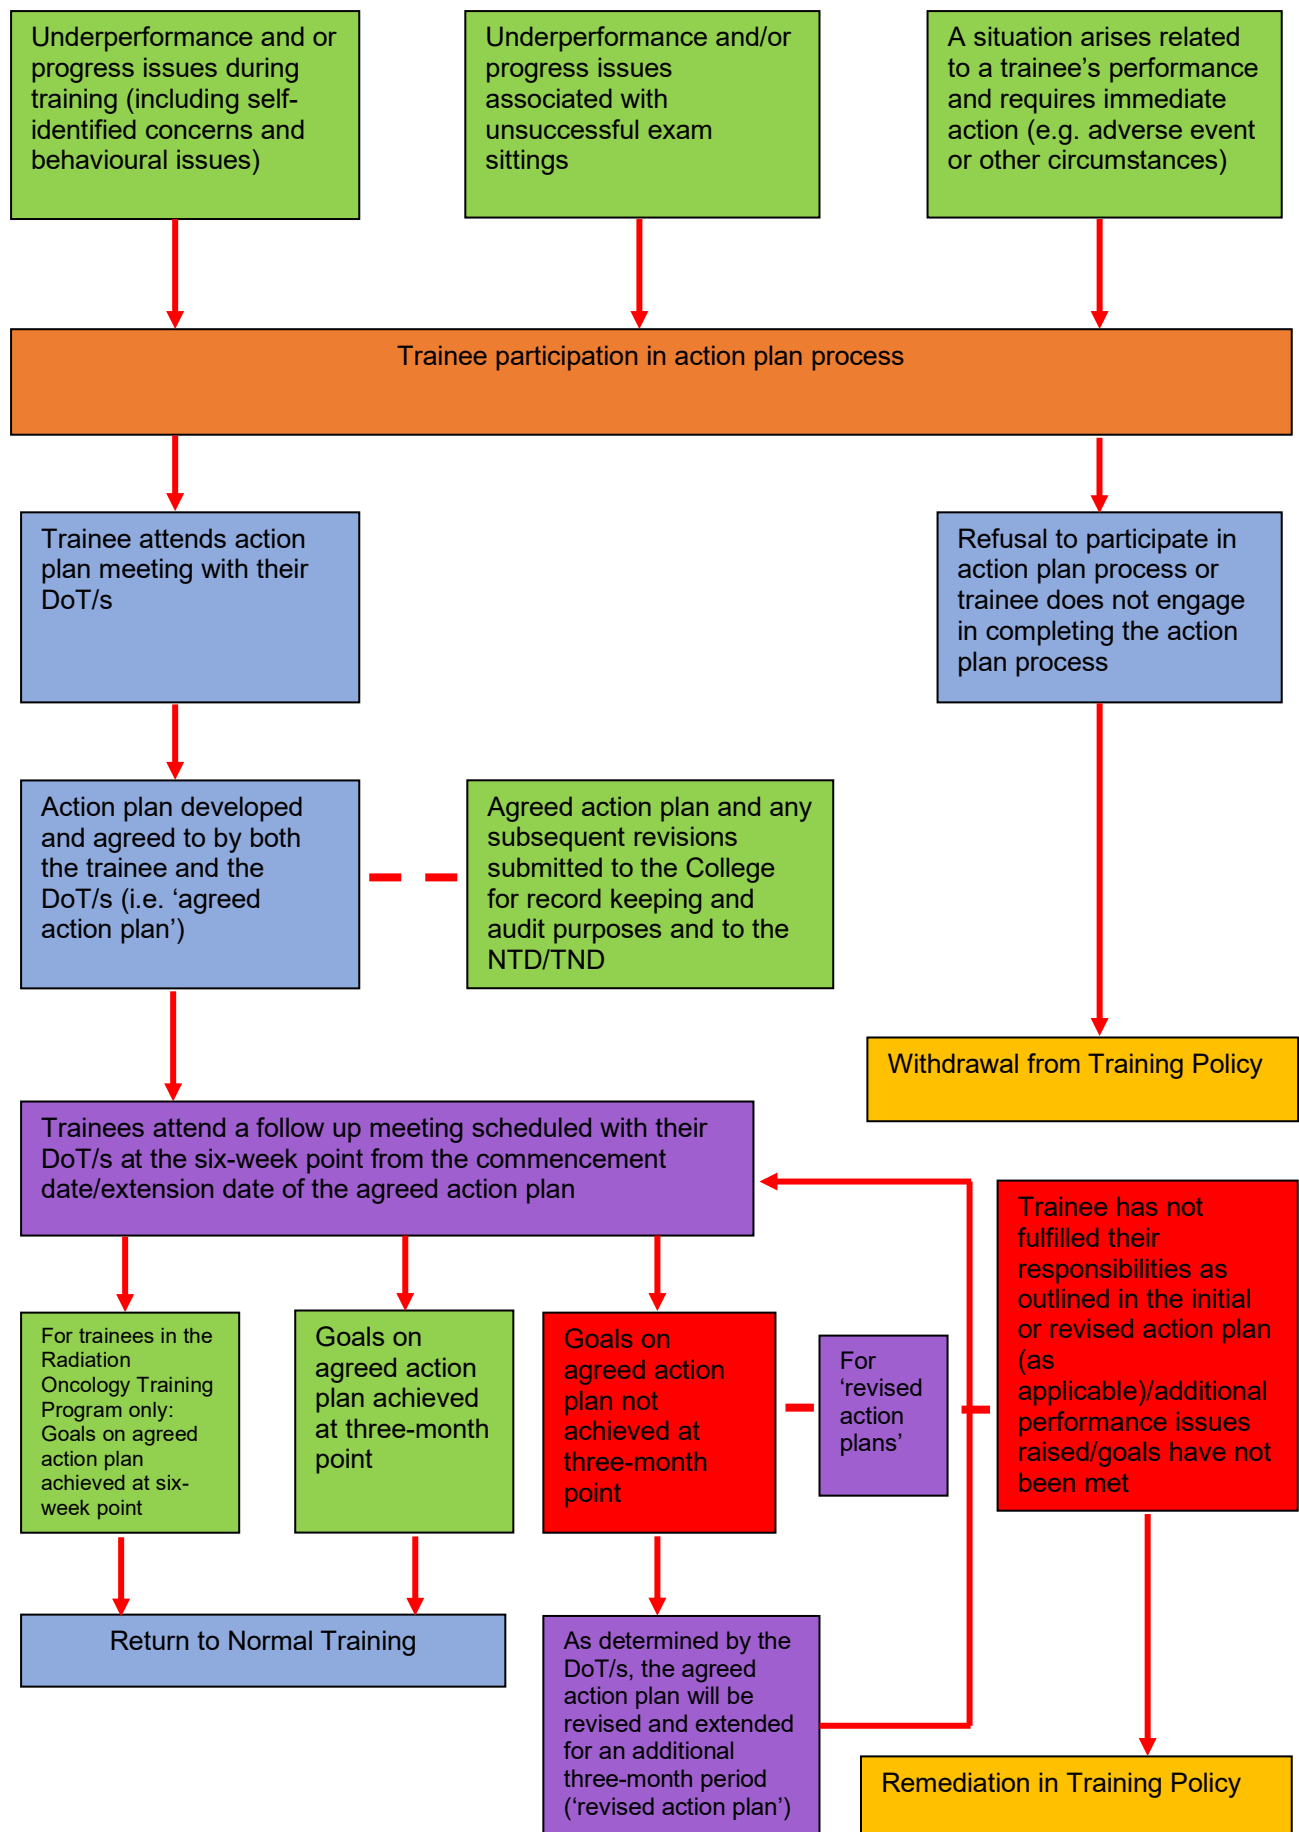 Underperformance and or
progress issues during
training (including self-
identified concerns and
behavioural issues)
Underperformance and/or
progress issues
associated with
unsuccessful exam
sittings
A situation arises related
to a trainee’s performance
and requires immediate
action (e.g. adverse event
or other circumstances)
Trainee participation in action plan process
Trainee attends action
plan meeting with their
DoT/s
Refusal to participate in
action plan process or
trainee does not engage
in completing the action
plan process
Action plan developed
and agreed to by both
the trainee and the
DoT/s (i.e. ‘agreed
action plan’)
Agreed action plan and any
subsequent revisions
submitted to the College
for record keeping and
audit purposes and to the
NTD/TND
Withdrawal from Training Policy
Trainees attend a follow up meeting scheduled with their
DoT/s at the six-week point from the commencement
date/extension date of the agreed action plan
For trainees in the
Radiation
Oncology Training
Program only:
Goals on agreed
action plan
achieved at six-
week point
Goals on
agreed action
plan achieved
at three-month
point
Goals on
agreed action
plan not
achieved at
three-month
point
For
‘revised
action
plans’
Trainee has not
fulfilled their
responsibilities as
outlined in the initial
or revised action plan
(as
applicable)/additional
performance issues
raised/goals have not
been met
Return to Normal Training
As determined by the
DoT/s, the agreed
action plan will be
revised and extended
for an additional
three-month period
(‘revised action plan’)
Remediation in Training Policy